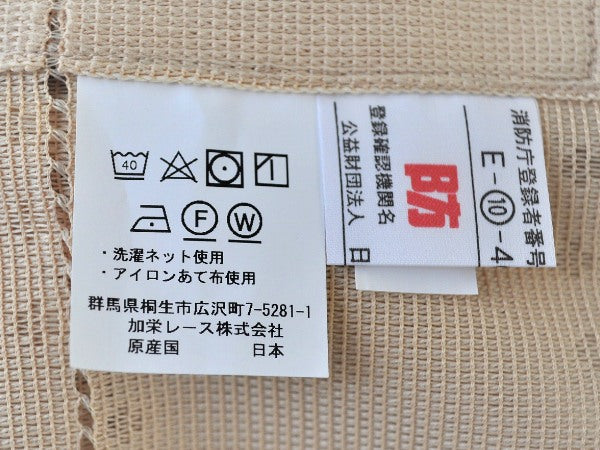 40
F
W
・洗濯ネット使用
・アイロンあて布使用
群馬県桐生市広沢町7-5281-1
加栄レース株式会社
原産国 日本
消防庁登録者番号
E-⑩-4
登録確認機関名
公益財団法人 日